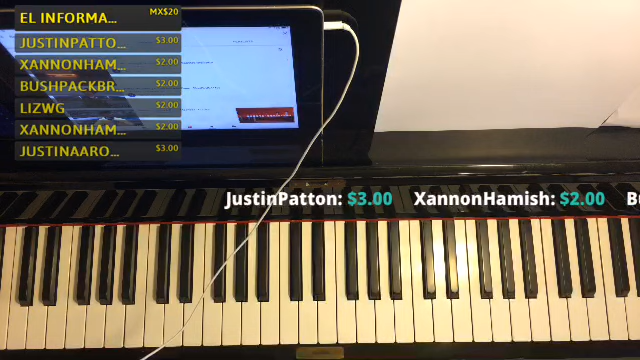 EL INFORMA... MX$20
JUSTINPATTO... $3.00
XANNONHAM... $2.00
BUSHPACKBR... $2.00
LIZWG $2.00
XANNONHAM... $2.00
JUSTINAARO... $3.00
JustinPatton: $3.00 XannonHamish: $2.00 Bu